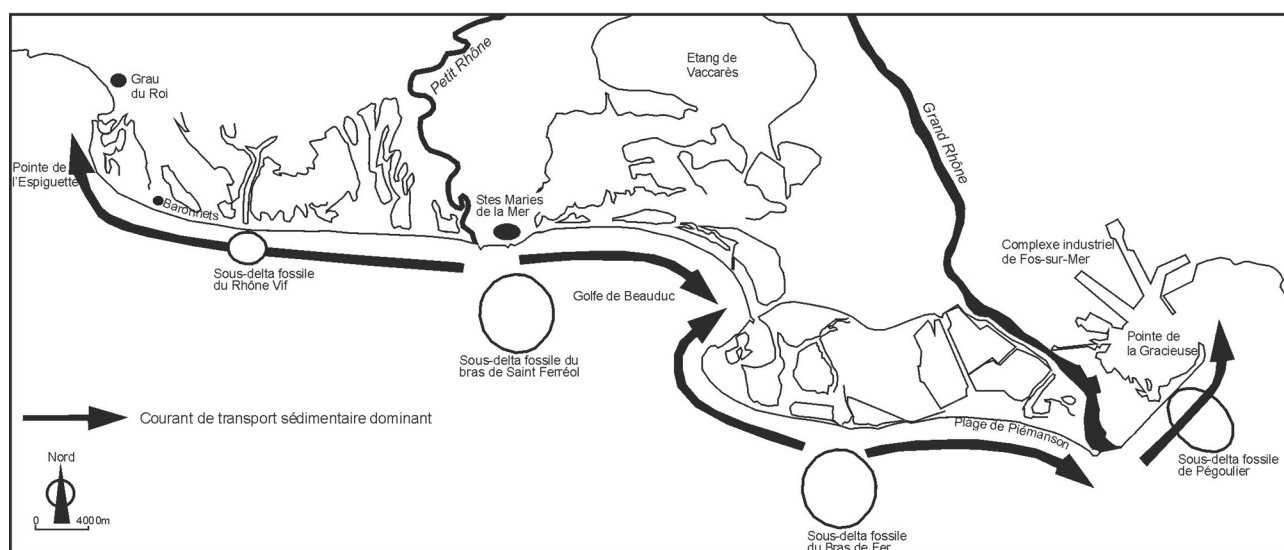 Grau
du Roi
Petit Rhône
Etang de
Vaccarès
Grand Rhône
Pointe de
l'Espiguette
Baronnets
Stes Maries
de la Mer
Complexe industriel
de Fos-sur-Mer
Sous-delta fossile
du Rhône Vif
Golfe de Beauduc
Pointe de
la Gracieuse
Sous-delta fossile du
bras de Saint Ferréol
Courant de transport sédimentaire dominant
Plage de Piémanson
Sous-delta fossile
de Pégoulier
Nord
0 4000m
Sous-delta fossile
du Bras de Fer